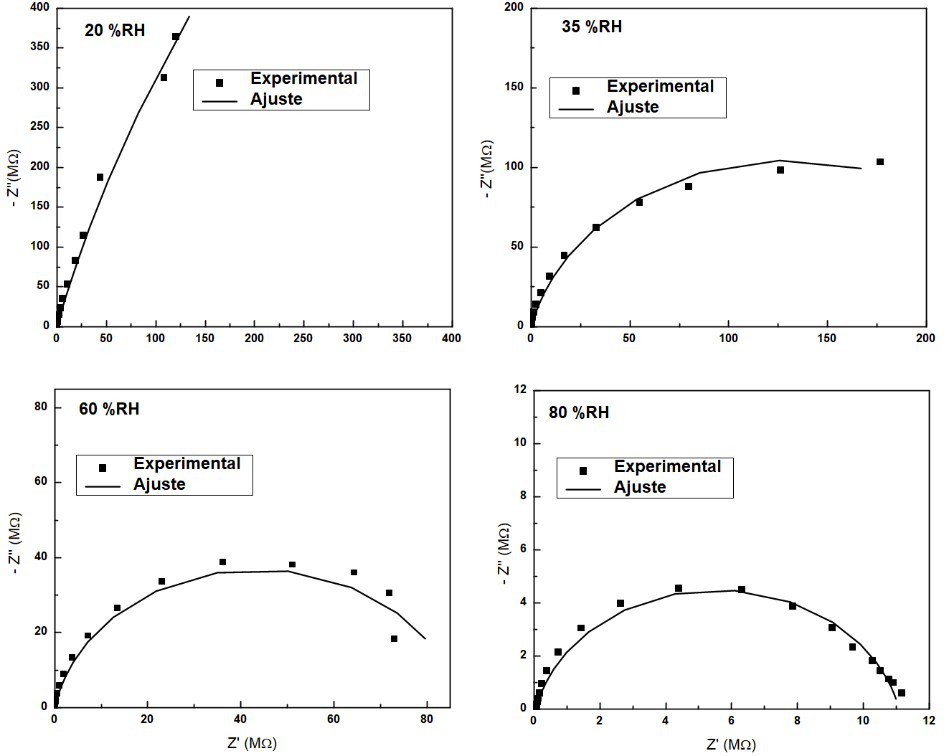 20 %RH
Experimental
Ajuste
- Z"(MΩ)
400
350
300
250
200
150
100
50
0
0 50 100 150 200 250 300 350 400
35 %RH
Experimental
Ajuste
- Z"(MΩ)
200
150
100
50
0
0 50 100 150 200
60 %RH
Experimental
Ajuste
- Z" (MΩ)
80
60
40
20
0
0 20 40 60 80
Z' (MΩ)
80 %RH
Experimental
Ajuste
- Z" (MΩ)
12
10
8
6
4
2
0
0 2 4 6 8 10 12
Z' (MΩ)